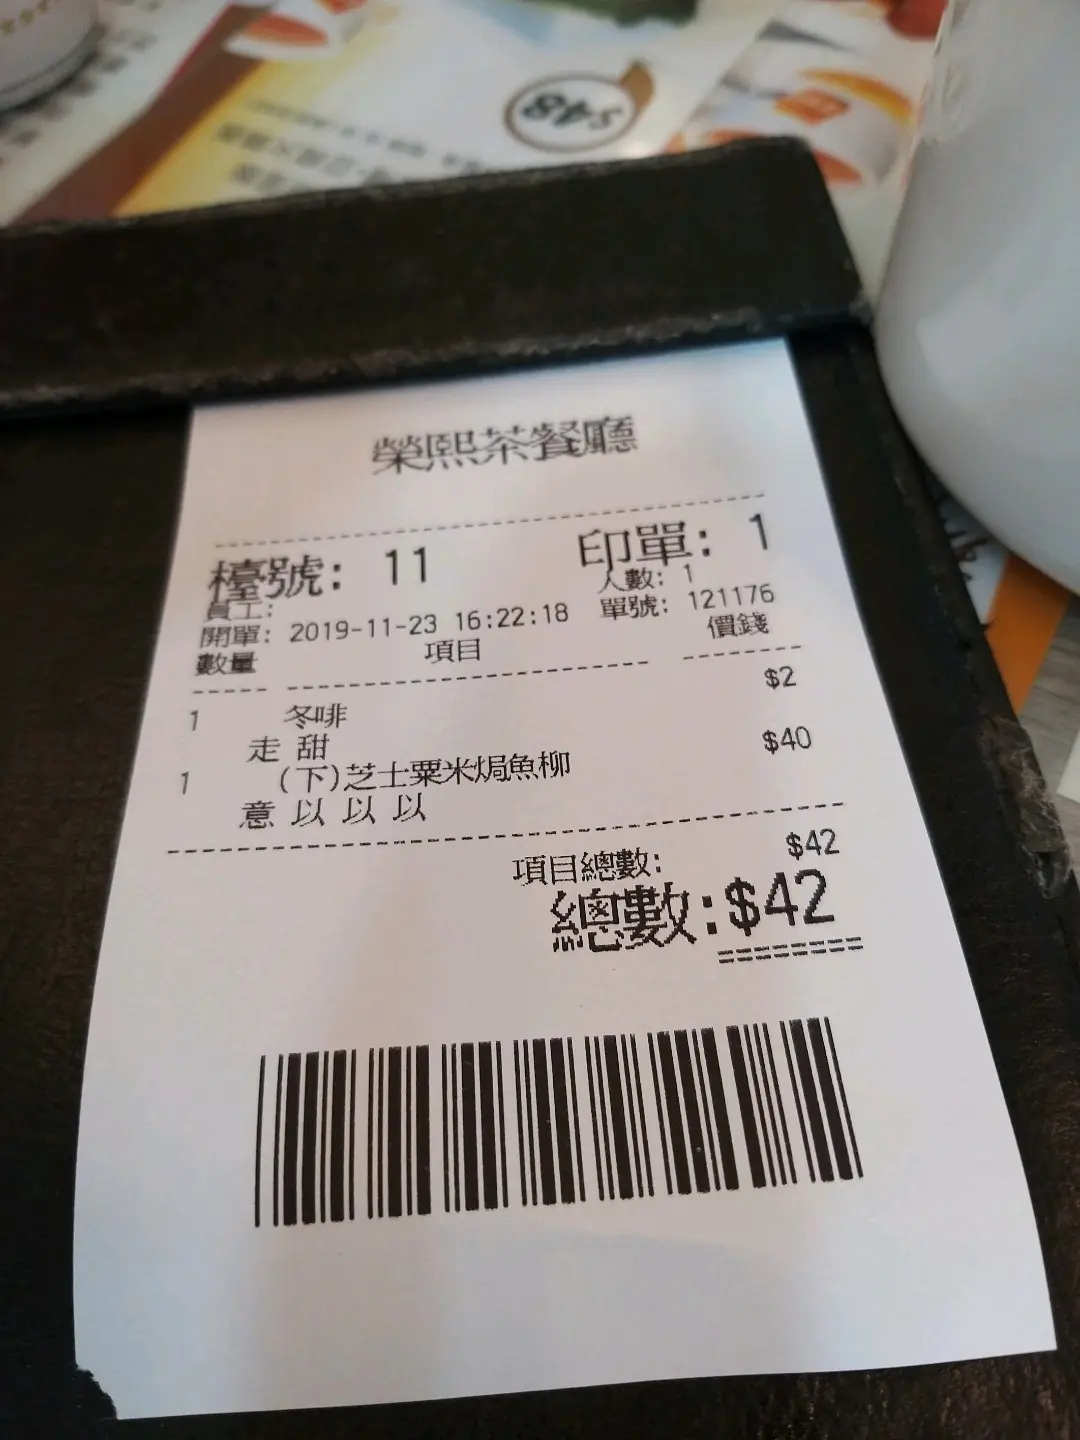 $48
榮熙茶餐廳
檯號: 11 印單: 1
員工: 人數: 1
開單: 2019-11-23 16:22:18 單號: 121176
數量 項目 價錢
1 冬啡 $2
走 甜
1 (下)芝士粟米焗魚柳 $40
意 以 以 以
項目總數: $42
總數:$42